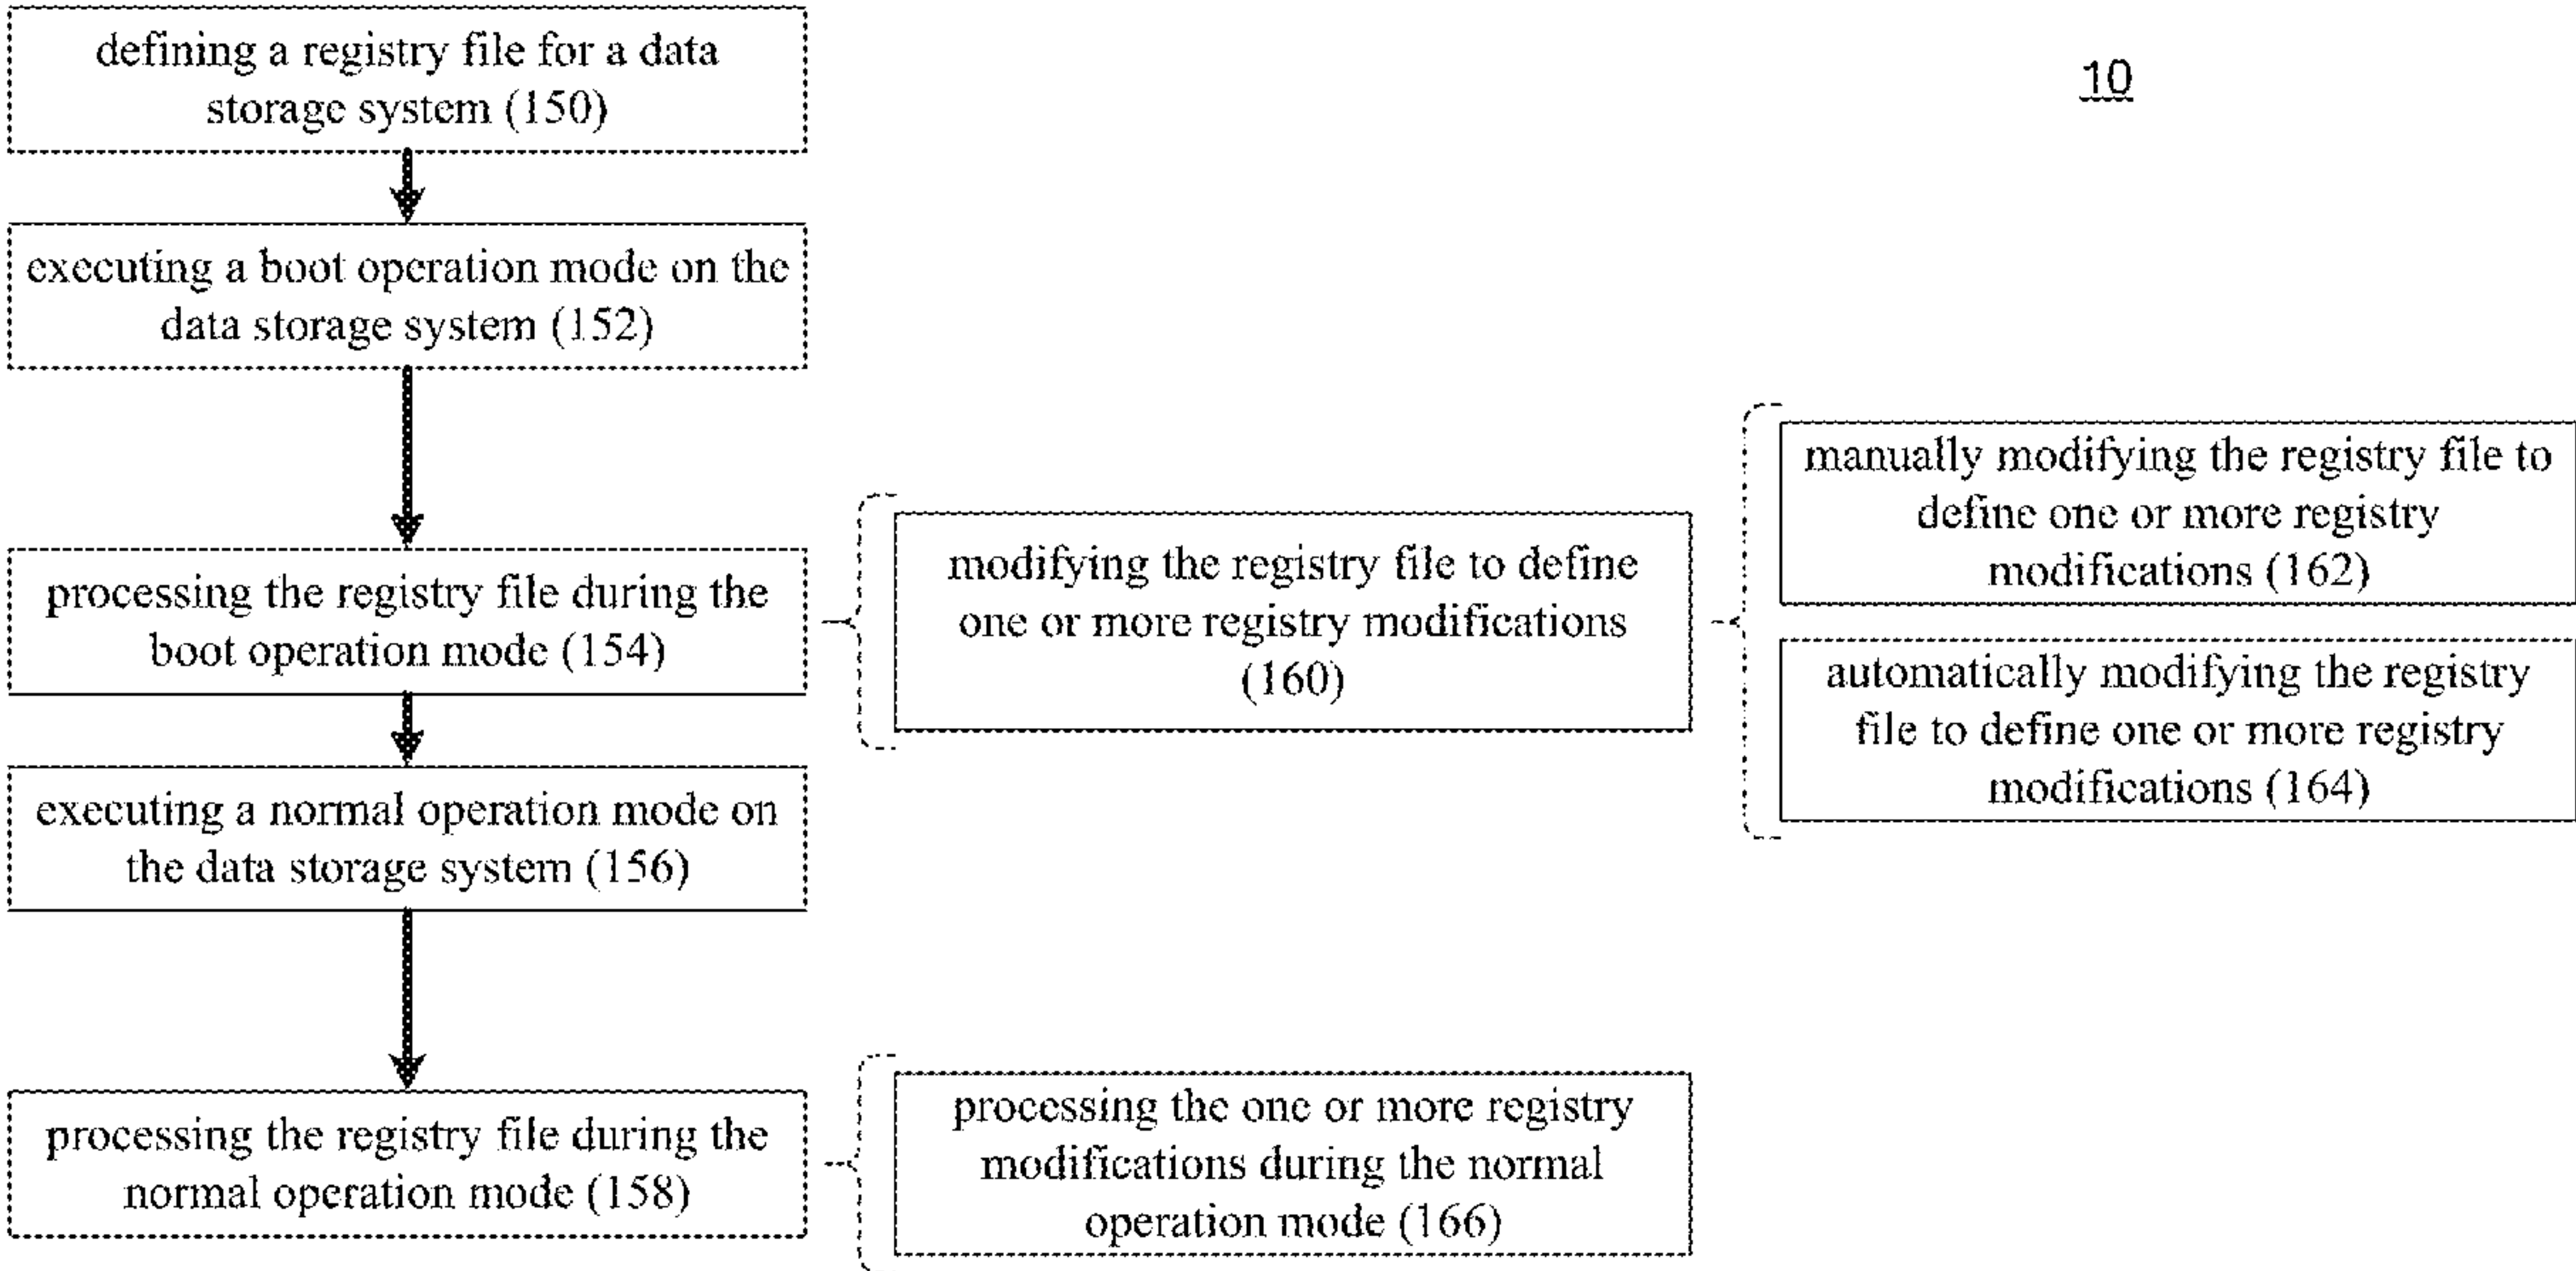 defining a registry file for a data
storage system (150)
10
executing a boot operation mode on the
data storage system (152)
processing the registry file during the
boot operation mode (154)
modifying the registry file to define
one or more registry modifications
(160)
manually modifying the registry file to
define one or more registry
modifications (162)
automatically modifying the registry
file to define one or more registry
modifications (164)
executing a normal operation mode on
the data storage system (156)
processing the registry file during the
normal operation mode (158)
processing the one or more registry
modifications during the normal
operation mode (166)